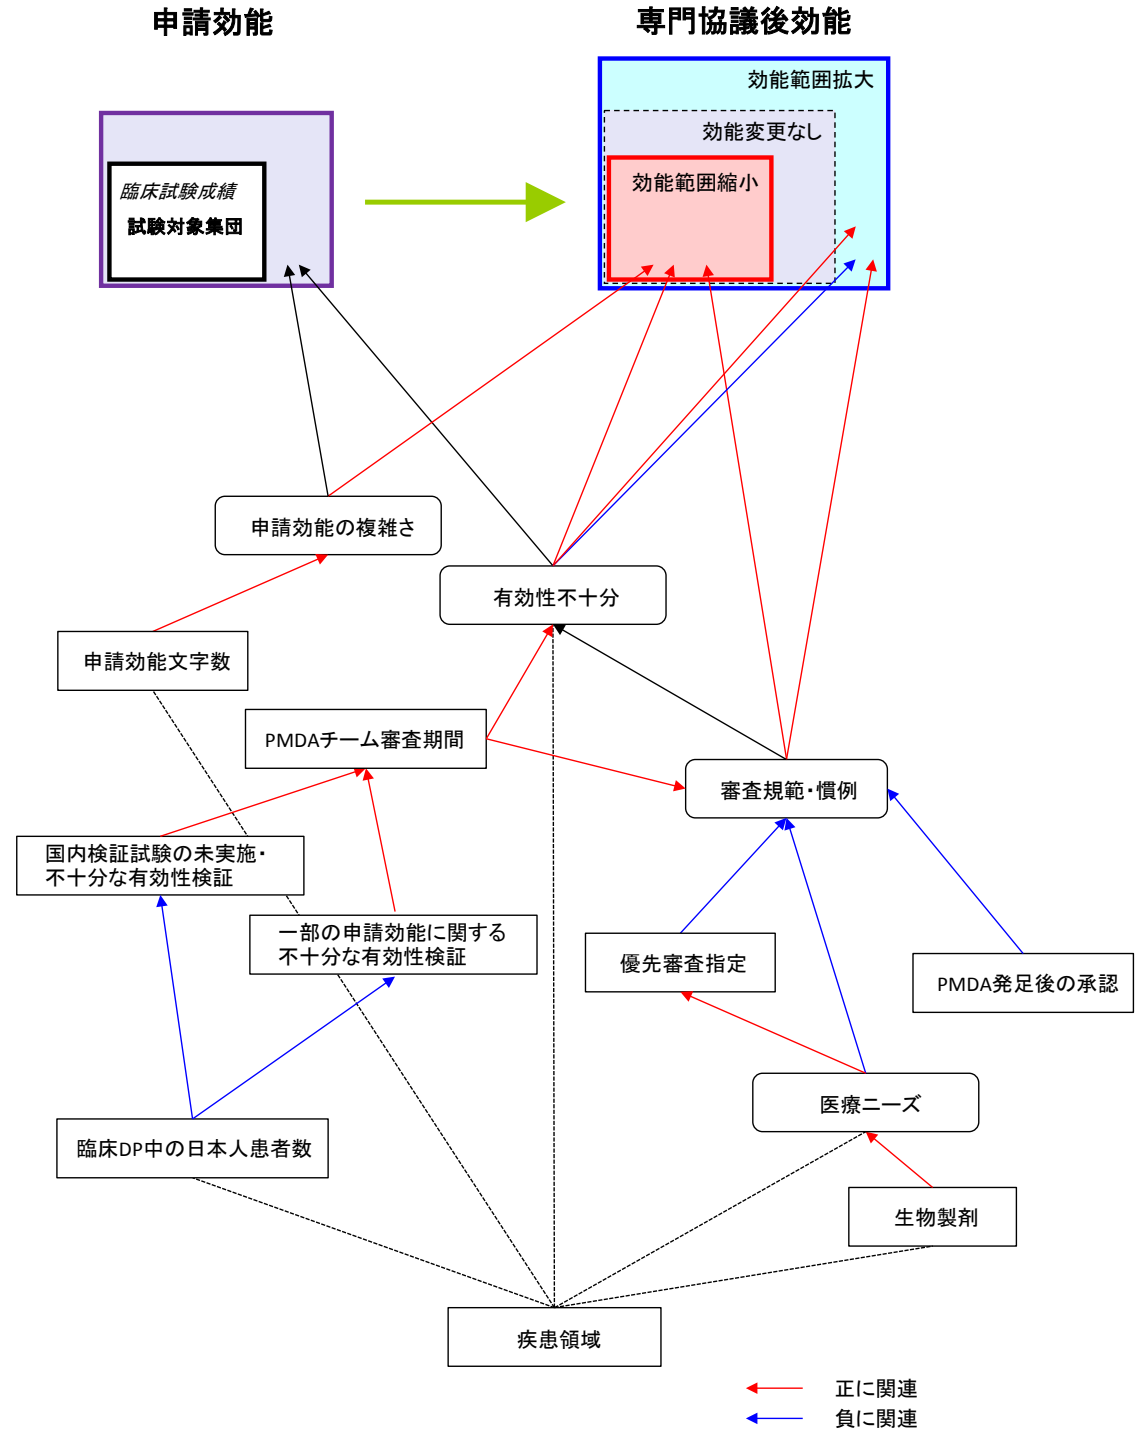 申請効能
専門協議後効能
効能範囲拡大
効能変更なし
効能範囲縮小
臨床試験成績
試験対象集団
申請効能の複雑さ
有効性不十分
申請効能文字数
PMDAチーム審査期間
審査規範・慣例
国内検証試験の未実施・
不十分な有効性検証
一部の申請効能に関する
不十分な有効性検証
優先審査指定
PMDA発足後の承認
医療ニーズ
臨床DP中の日本人患者数
生物製剤
疾患領域
正に関連
負に関連